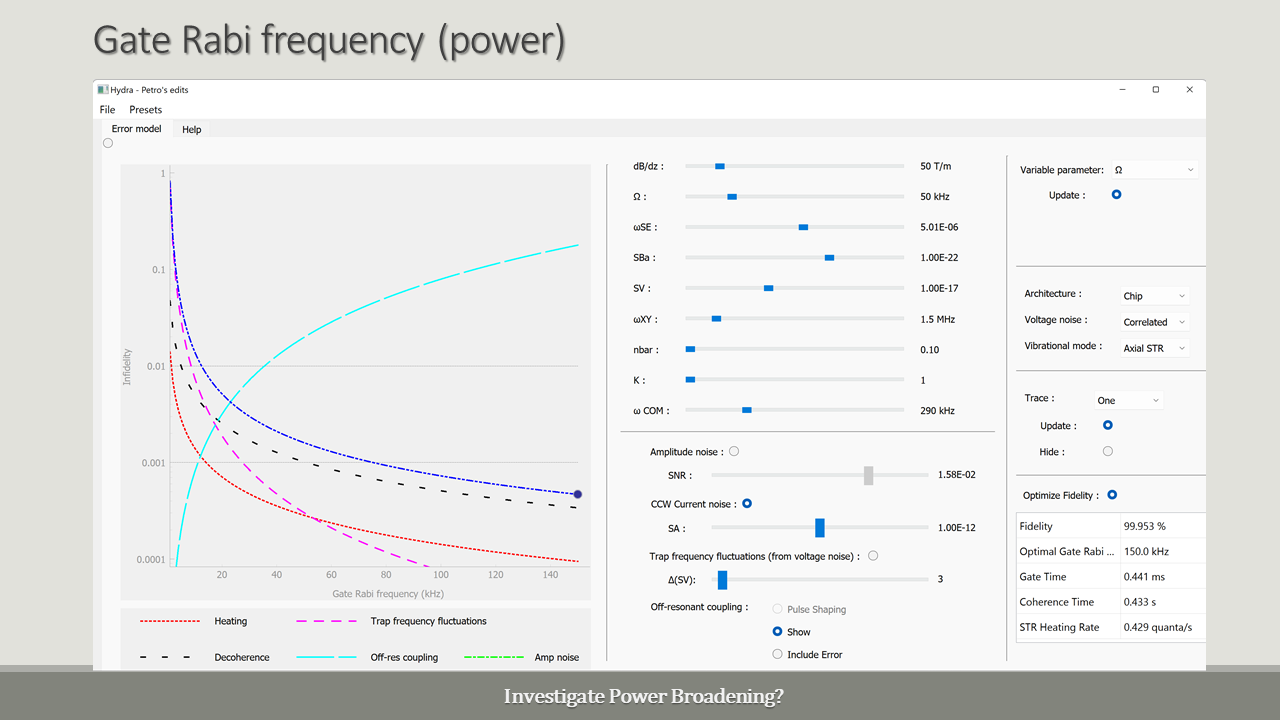 Gate Rabi frequency (power)
Hydra - Petro's edits
File Presets
Error model Help
1
0.1
0.01
0.001
0.0001
Infidelity
20 40 60 80 100 120 140
Gate Rabi frequency (kHz)
Heating Trap frequency fluctuations
Decoherence Off-res coupling Amp noise
dB/dz : 50 T/m
Ω : 50 kHz
ωSE : 5.01E-06
SBa : 1.00E-22
SV : 1.00E-17
ωXY : 1.5 MHz
nbar : 0.10
K : 1
ω COM : 290 kHz
Amplitude noise :
SNR : 1.58E-02
CCW Current noise :
SA : 1.00E-12
Trap frequency fluctuations (from voltage noise) :
Δ(SV): 3
Off-resonant coupling : Pulse Shaping
Show
Include Error
Variable parameter: Ω
Update :
Architecture : Chip
Voltage noise : Correlated
Vibrational mode : Axial STR
Trace : One
Update :
Hide :
Optimize Fidelity :
Fidelity 99.953 %
Optimal Gate Rabi ... 150.0 kHz
Gate Time 0.441 ms
Coherence Time 0.433 s
STR Heating Rate 0.429 quanta/s
Investigate Power Broadening?